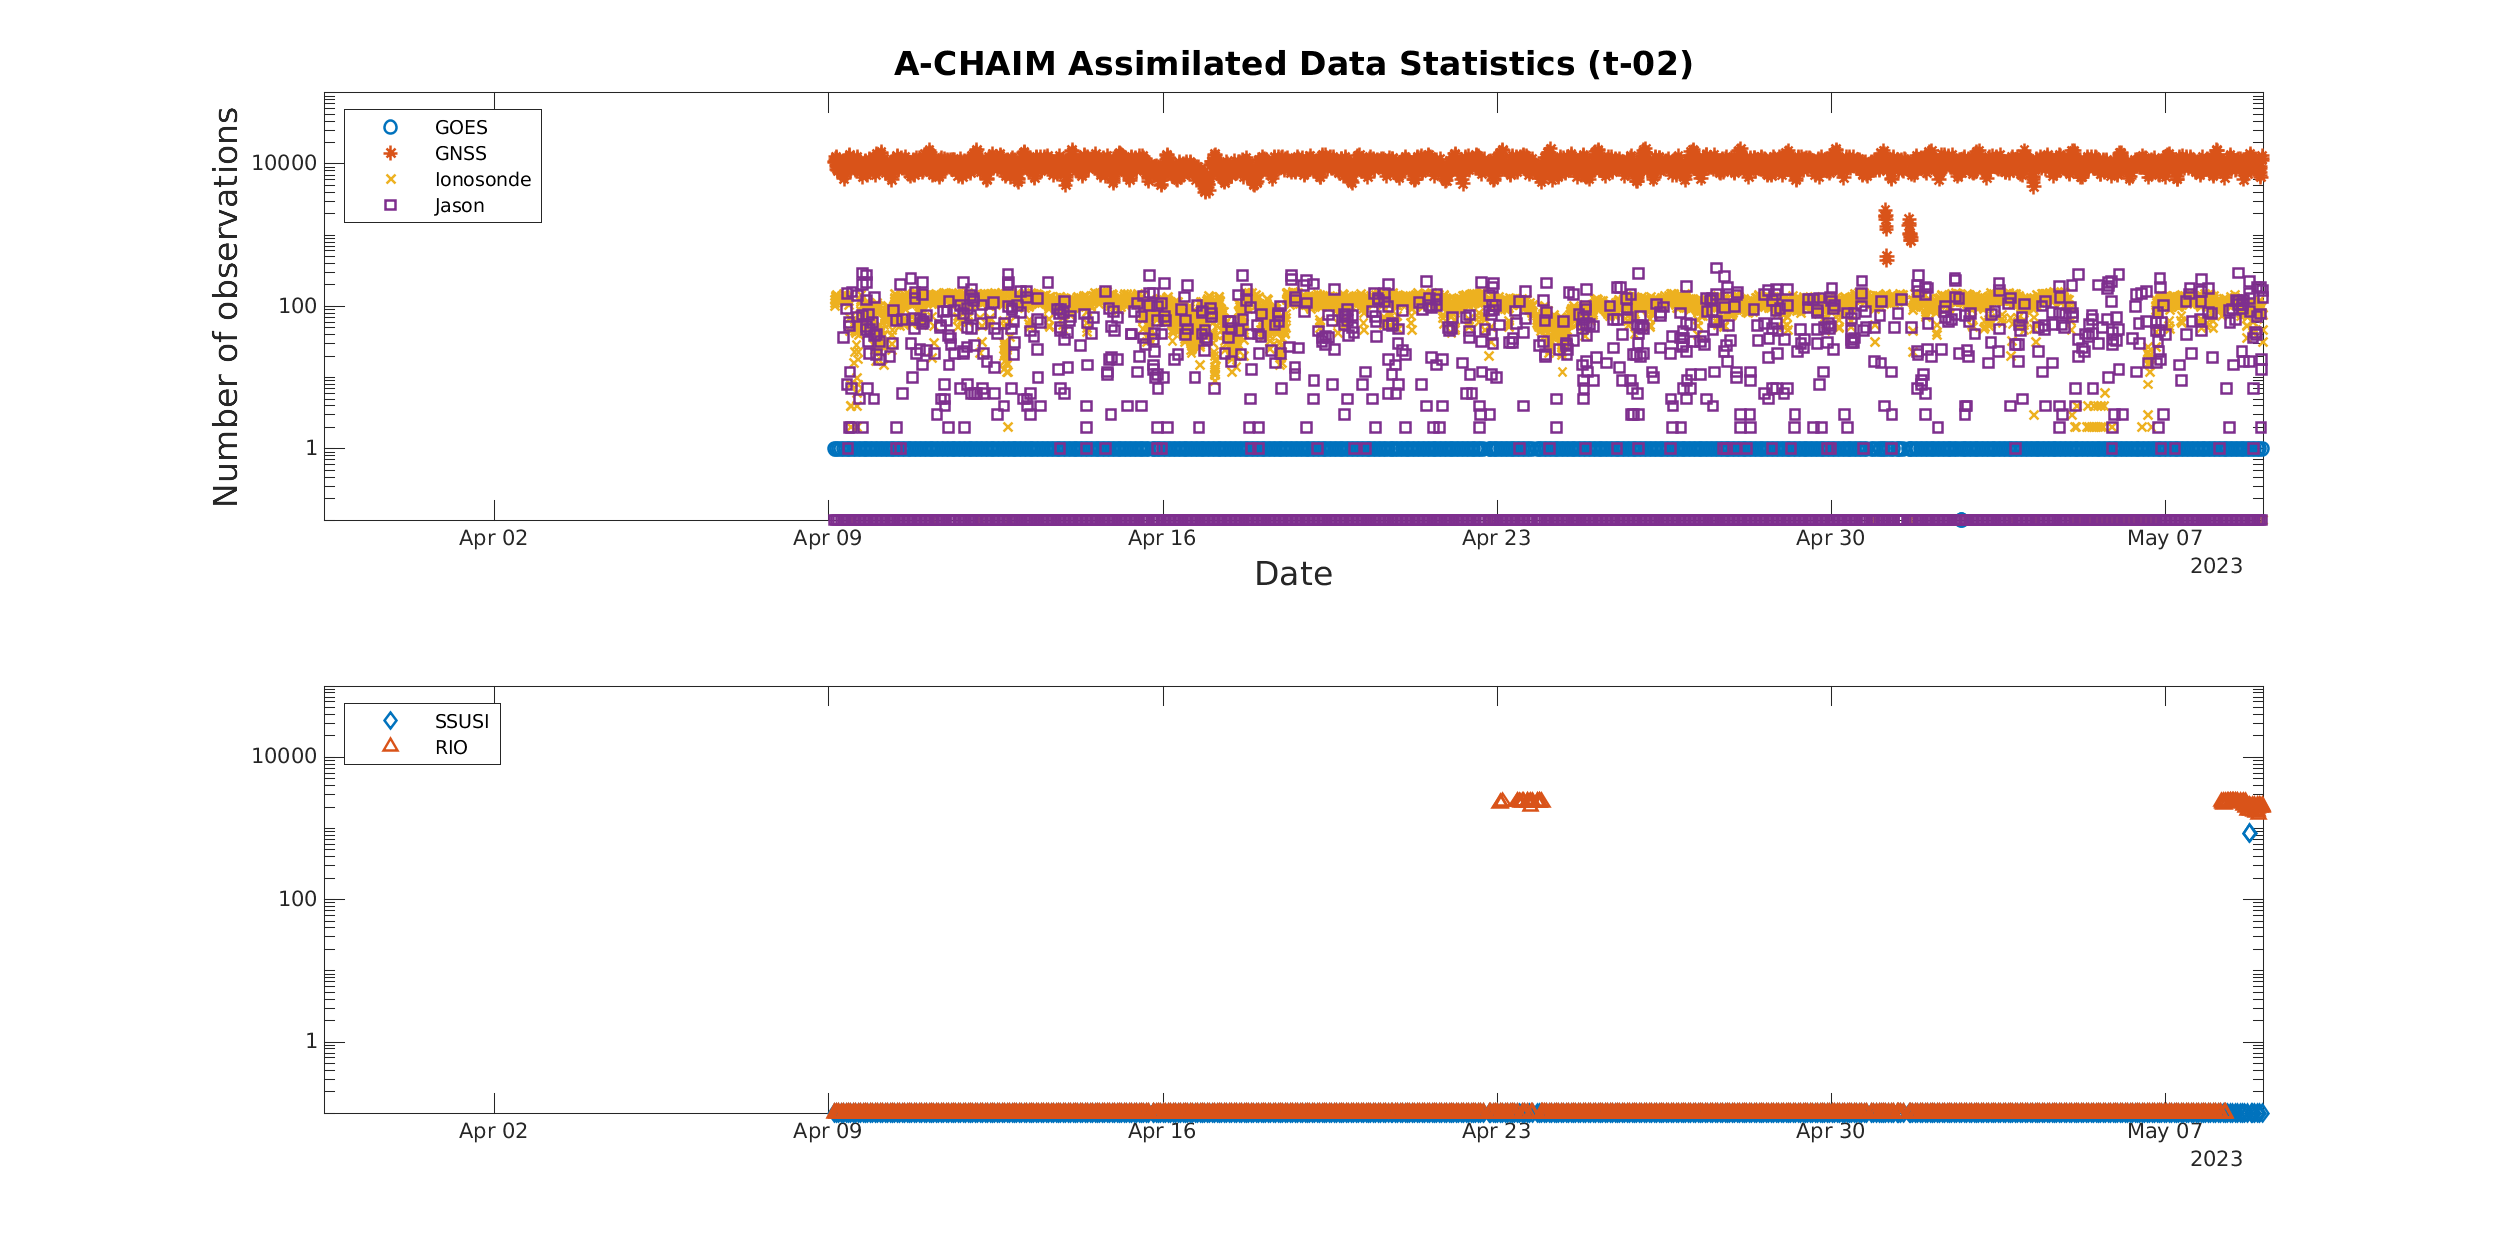 A-CHAIM Assimilated Data Statistics (t-02)
Number of observations
10000
100
1
GOES
GNSS
Ionosonde
Jason
Apr 02
Apr 09
Apr 16
Apr 23
Apr 30
May 07
2023
Date
10000
100
1
SSUSI
RIO
Apr 02
Apr 09
Apr 16
Apr 23
Apr 30
May 07
2023